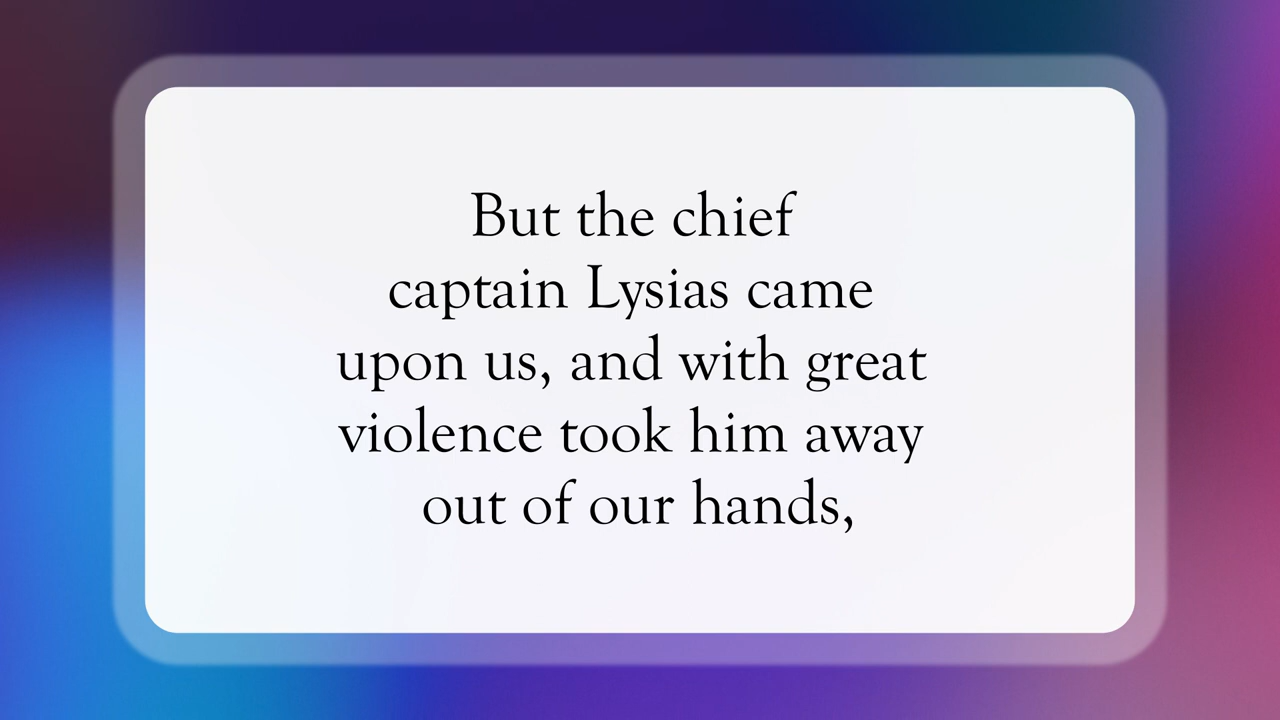 But the chief
captain Lysias came
upon us, and with great
violence took him away
out of our hands,